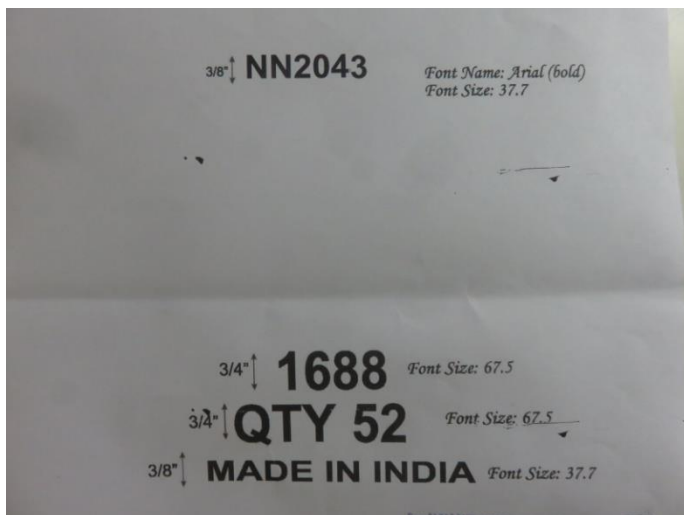 3/8" NN2043 Font Name: Arial (bold)
Font Size: 37.7
3/4" 1688 Font Size: 67.5
3/4" QTY 52 Font Size: 67.5
3/8" MADE IN INDIA Font Size: 37.7